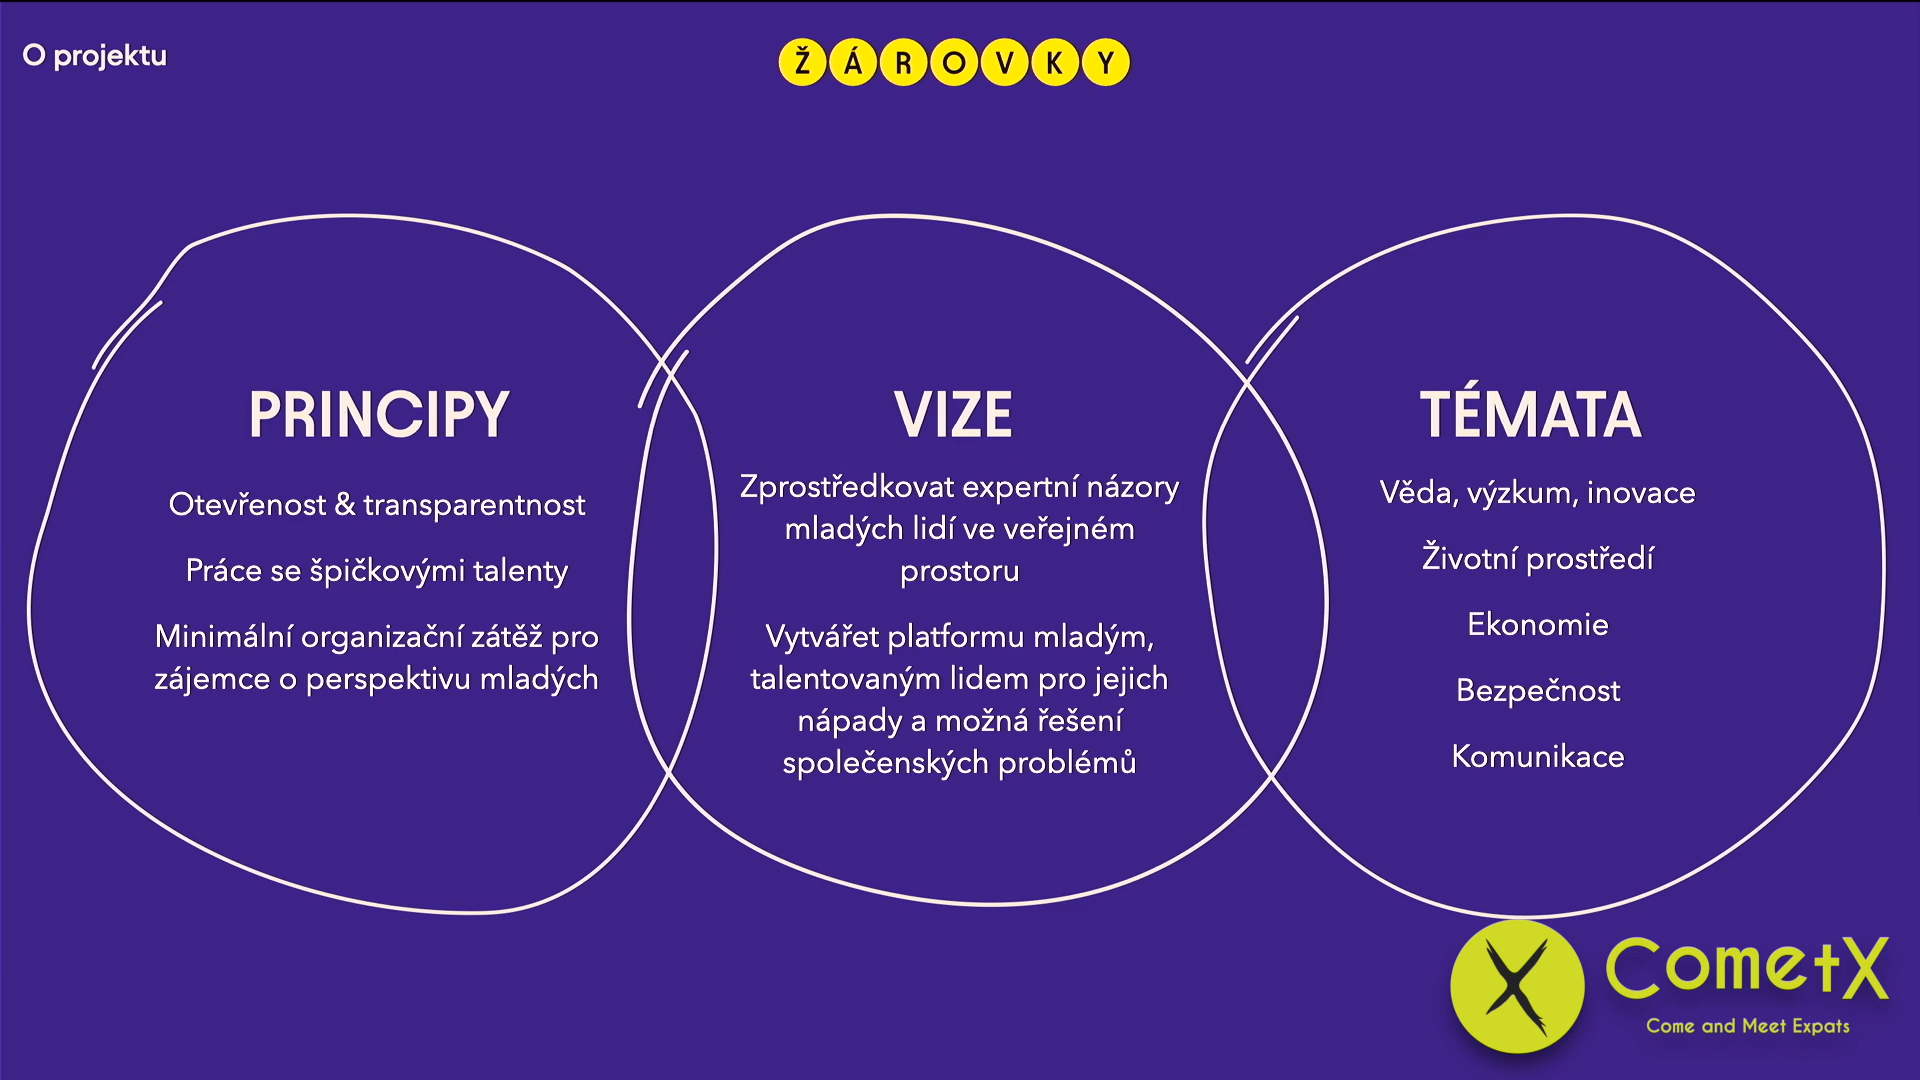 O projektu
ŽÁROVKY
PRINCIPY
Otevřenost & transparentnost
Práce se špičkovými talenty
Minimální organizační zátěž pro
zájemce o perspektivu mladých
VIZE
Zprostředkovat expertní názory
mladých lidí ve veřejném
prostoru
Vytvářet platformu mladým,
talentovaným lidem pro jejich
nápady a možná řešení
společenských problémů
TÉMATA
Věda, výzkum, inovace
Životní prostředí
Ekonomie
Bezpečnost
Komunikace
X
CometX
Come and Meet Expats